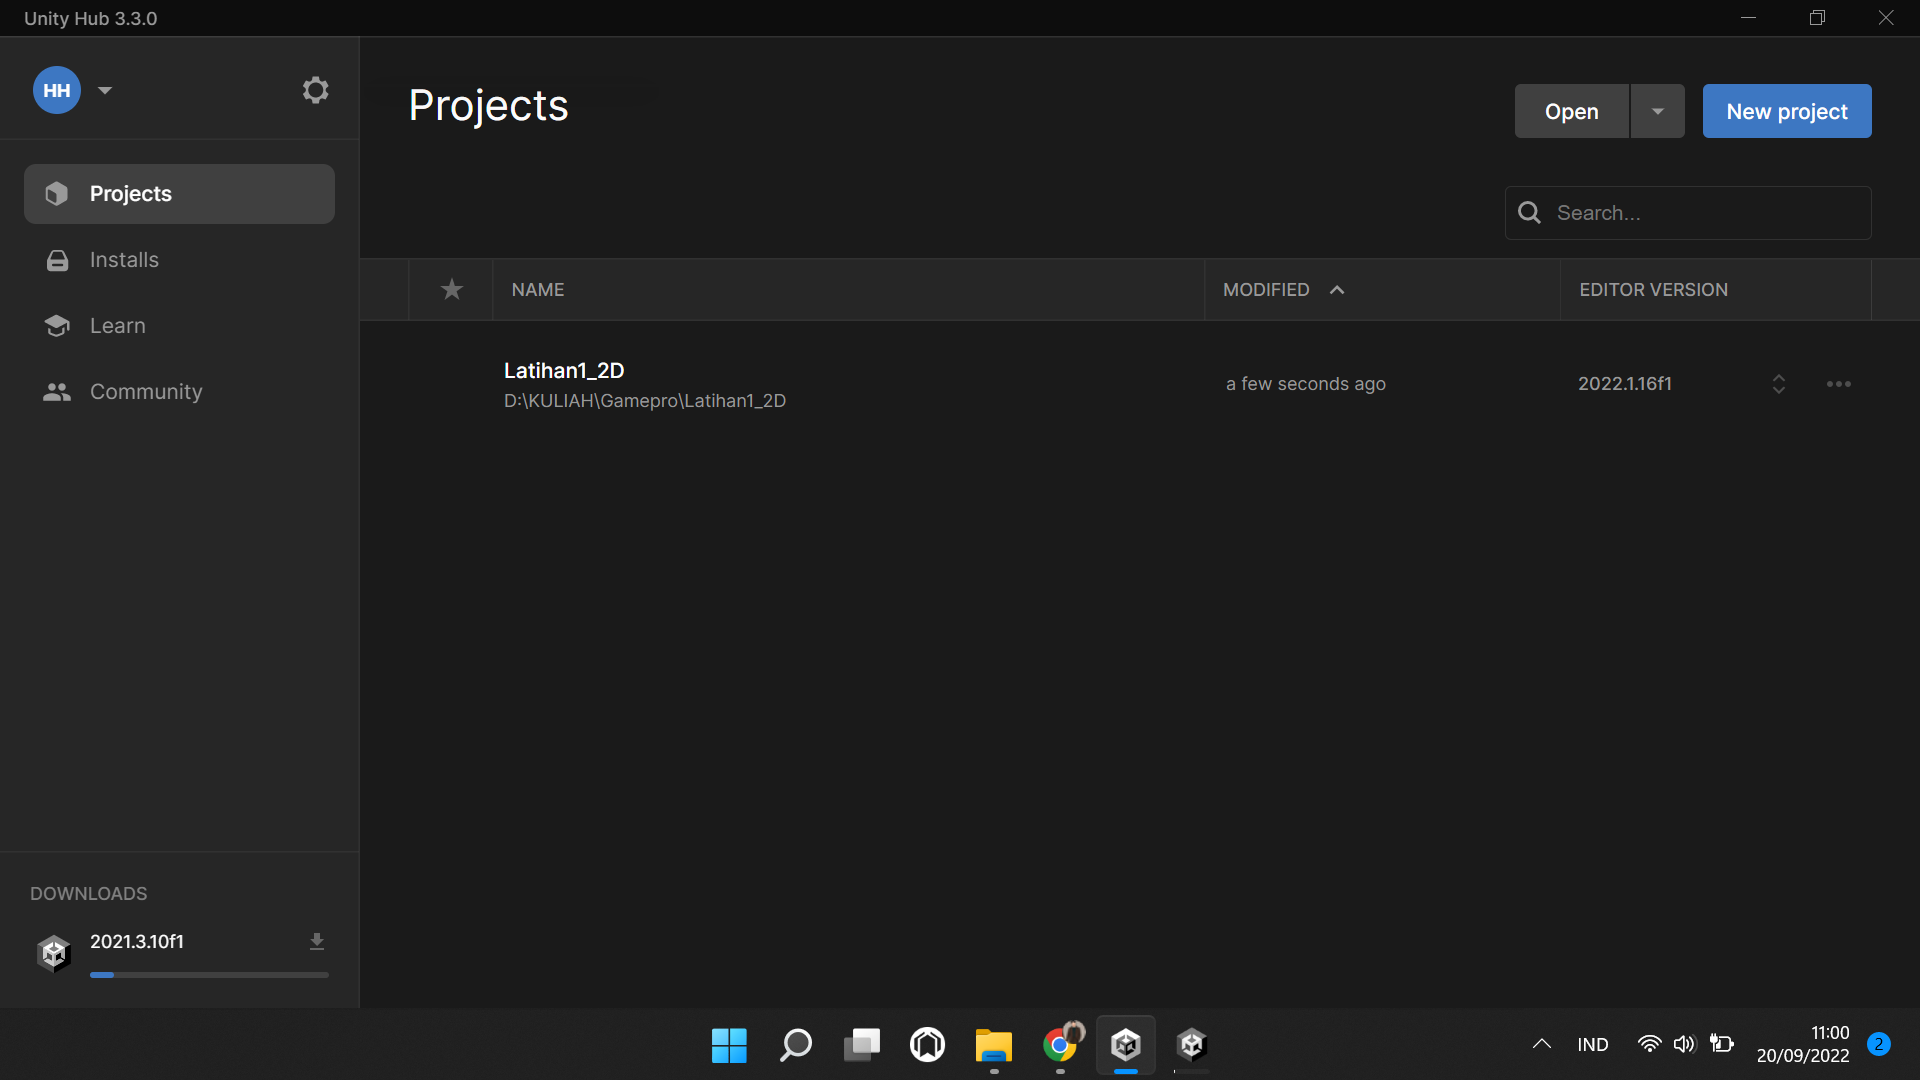 Unity Hub 3.3.0
HH
Projects
Open
New project
Projects
Installs
Learn
Community
Search...
NAME
MODIFIED
EDITOR VERSION
Latihan1_2D
D:\KULIAH\Gamepro\Latihan1_2D
a few seconds ago
2022.1.16f1
DOWNLOADS
2021.3.10f1
IND
11:00
20/09/2022
2